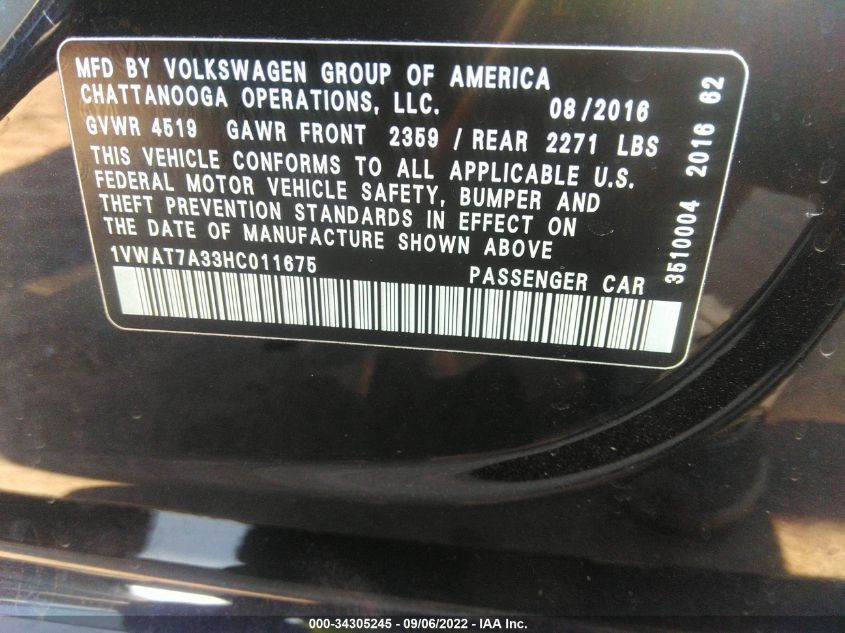 MFD BY VOLKSWAGEN GROUP OF AMERICA
CHATTANOOGA OPERATIONS, LLC. 08/2016
GVWR 4519 GAWR FRONT 2359 / REAR 2271 LBS
THIS VEHICLE CONFORMS TO ALL APPLICABLE U.S.
FEDERAL MOTOR VEHICLE SAFETY, BUMPER AND
THEFT PREVENTION STANDARDS IN EFFECT ON
THE DATE OF MANUFACTURE SHOWN ABOVE
1VWAT7A33HC011675 PASSENGER CAR
3510004 2016 62
000-34305245 - 09/06/2022 - IAA Inc.